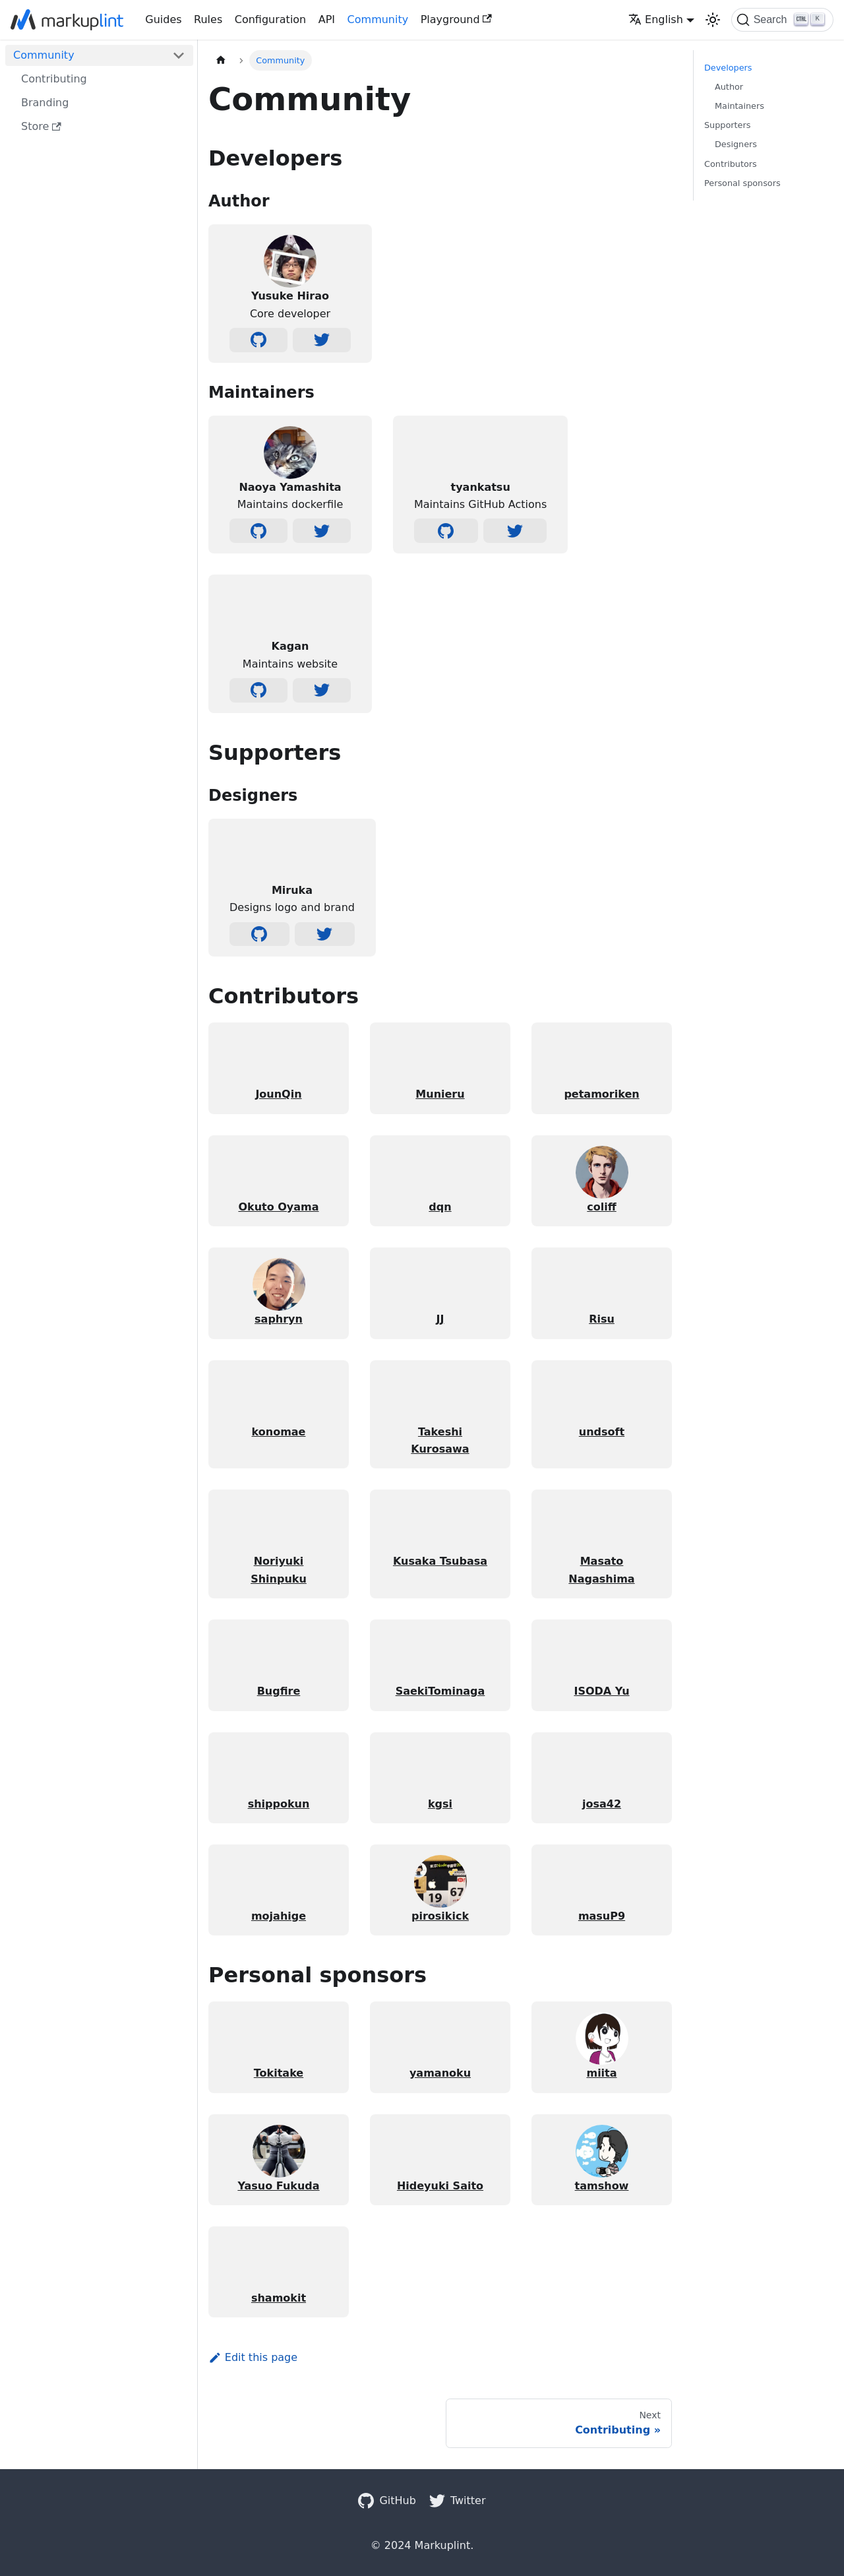 markuplint
Guides Rules Configuration API Community Playground
English
Search
CTRL K
Community
Contributing
Branding
Store
Community
Community
Developers
Author
Yusuke Hirao
Core developer
Maintainers
Naoya Yamashita
Maintains dockerfile
tyankatsu
Maintains GitHub Actions
Kagan
Maintains website
Supporters
Designers
Miruka
Designs logo and brand
Contributors
JounQin
Munieru
petamoriken
Okuto Oyama
dqn
coliff
saphryn
JJ
Risu
konomae
Takeshi
Kurosawa
undsoft
Noriyuki
Shinpuku
Kusaka Tsubasa
Masato
Nagashima
Bugfire
SaekiTominaga
ISODA Yu
shippokun
kgsi
josa42
mojahige
19
67
pirosikick
masuP9
Personal sponsors
Tokitake
yamanoku
miita
Yasuo Fukuda
Hideyuki Saito
tamshow
shamokit
Edit this page
Next
Contributing »
Developers
Author
Maintainers
Supporters
Designers
Contributors
Personal sponsors
GitHub
Twitter
© 2024 Markuplint.